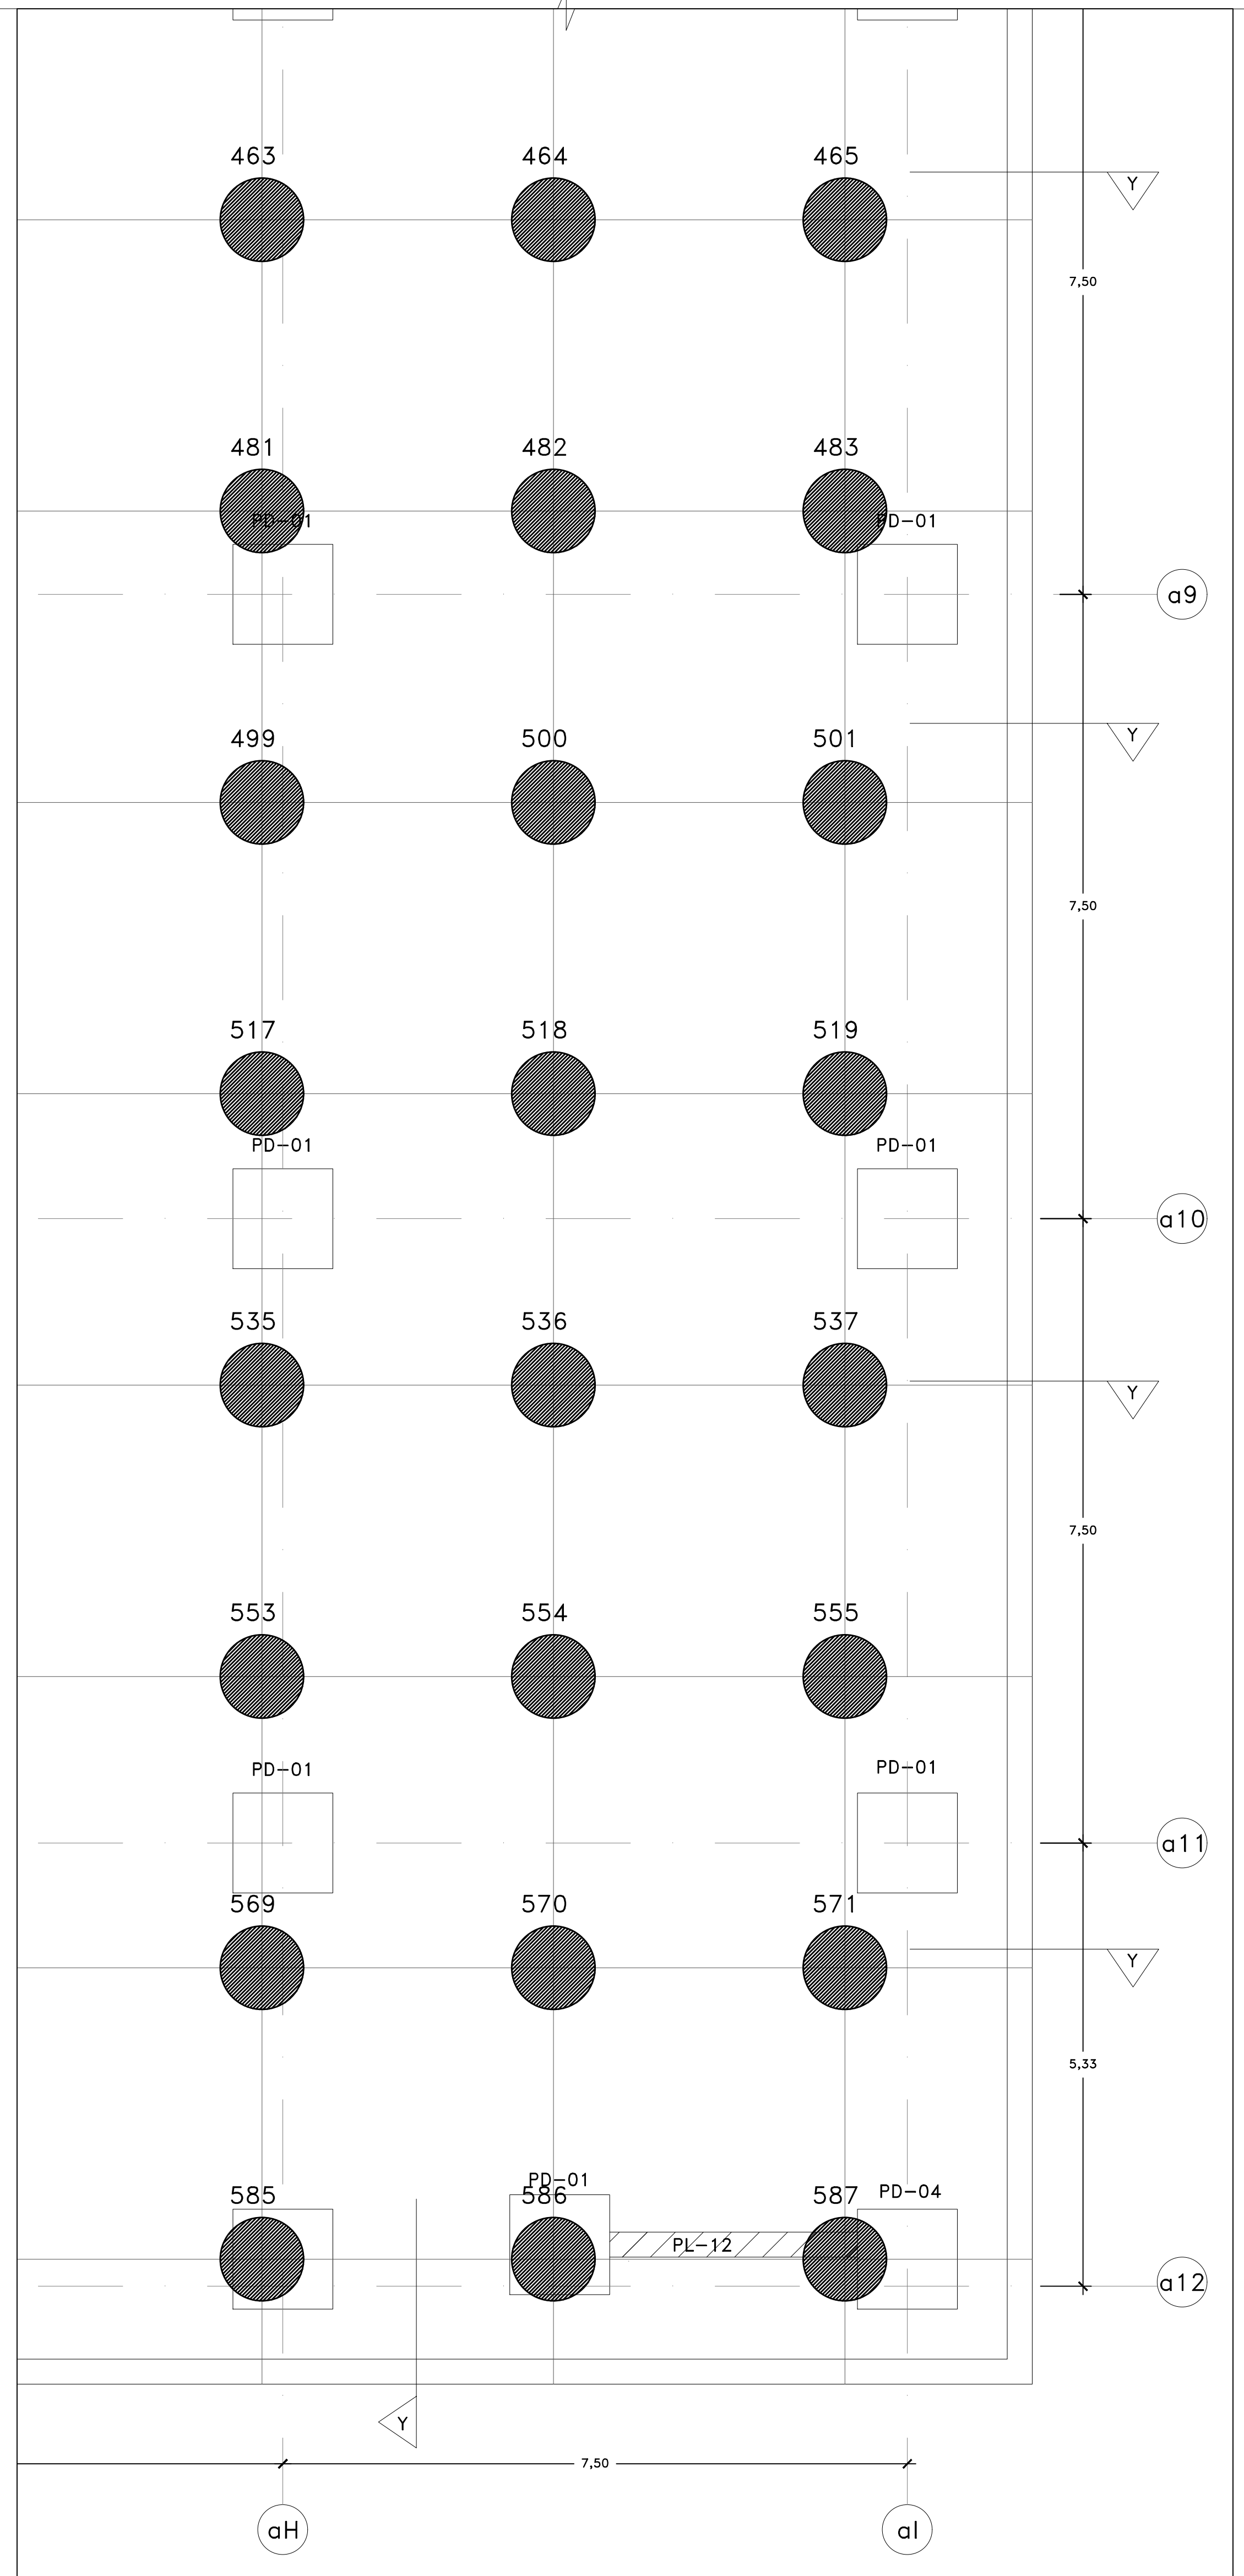 463 464 465
Y
7,50
481 482 483
PD-01 PD-01
a9
499 500 501
Y
7,50
517 518 519
PD-01 PD-01
a10
535 536 537
Y
7,50
553 554 555
PD-01 PD-01
a11
569 570 571
Y
5,33
PD-01
585 586 587 PD-04
PL-12
a12
Y
7,50
aH aI